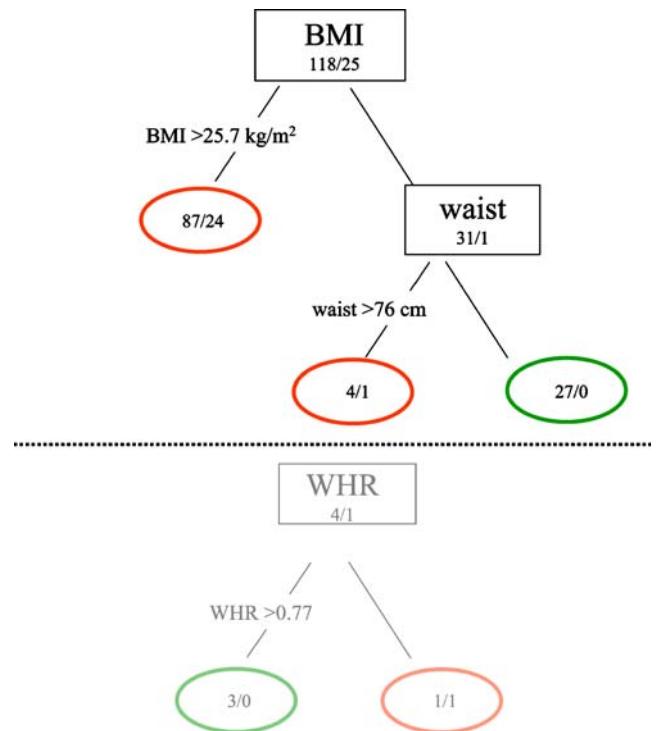 BMI
118/25
BMI >25.7 kg/m²
87/24
waist
31/1
waist >76 cm
4/1
27/0
WHR
4/1
WHR >0.77
3/0
1/1